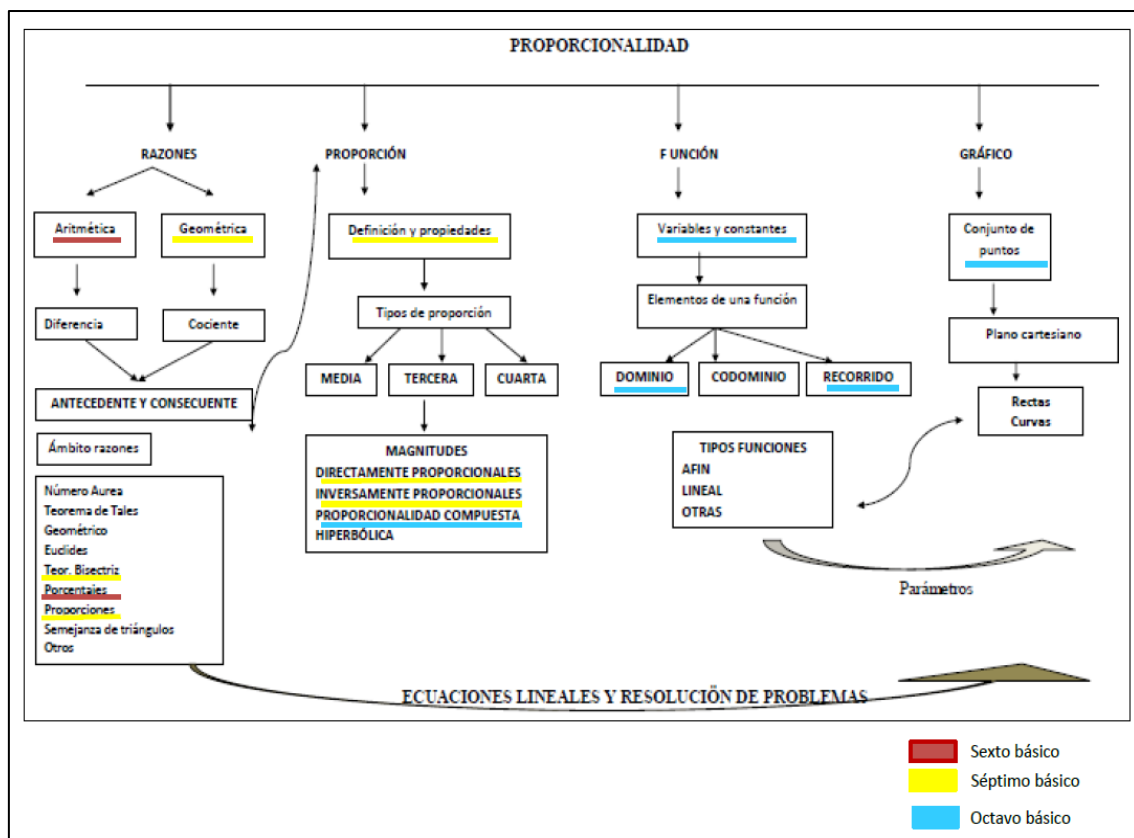 PROPORCIONALIDAD
RAZONES
PROPORCIÓN
F UNCIÓN
GRÁFICO
Aritmética
Geométrica
Definición y propiedades
Variables y constantes
Conjunto de
puntos
Diferencia
Cociente
Tipos de proporción
Elementos de una función
Plano cartesiano
MEDIA
TERCERA
CUARTA
DOMINIO
CODOMINIO
RECORRIDO
Rectas
Curvas
ANTECEDENTE Y CONSECUENTE
Ámbito razones
Número Aurea
Teorema de Tales
Geométrico
Euclides
Teor. Bisectriz
Porcentajes
Proporciones
Semejanza de triángulos
Otros
MAGNITUDES
DIRECTAMENTE PROPORCIONALES
INVERSAMENTE PROPORCIONALES
PROPORCIONALIDAD COMPUESTA
HIPERBÓLICA
TIPOS FUNCIONES
AFIN
LINEAL
OTRAS
Parámetros
ECUACIONES LINEALES Y RESOLUCIÖN DE PROBLEMAS
Sexto básico
Séptimo básico
Octavo básico